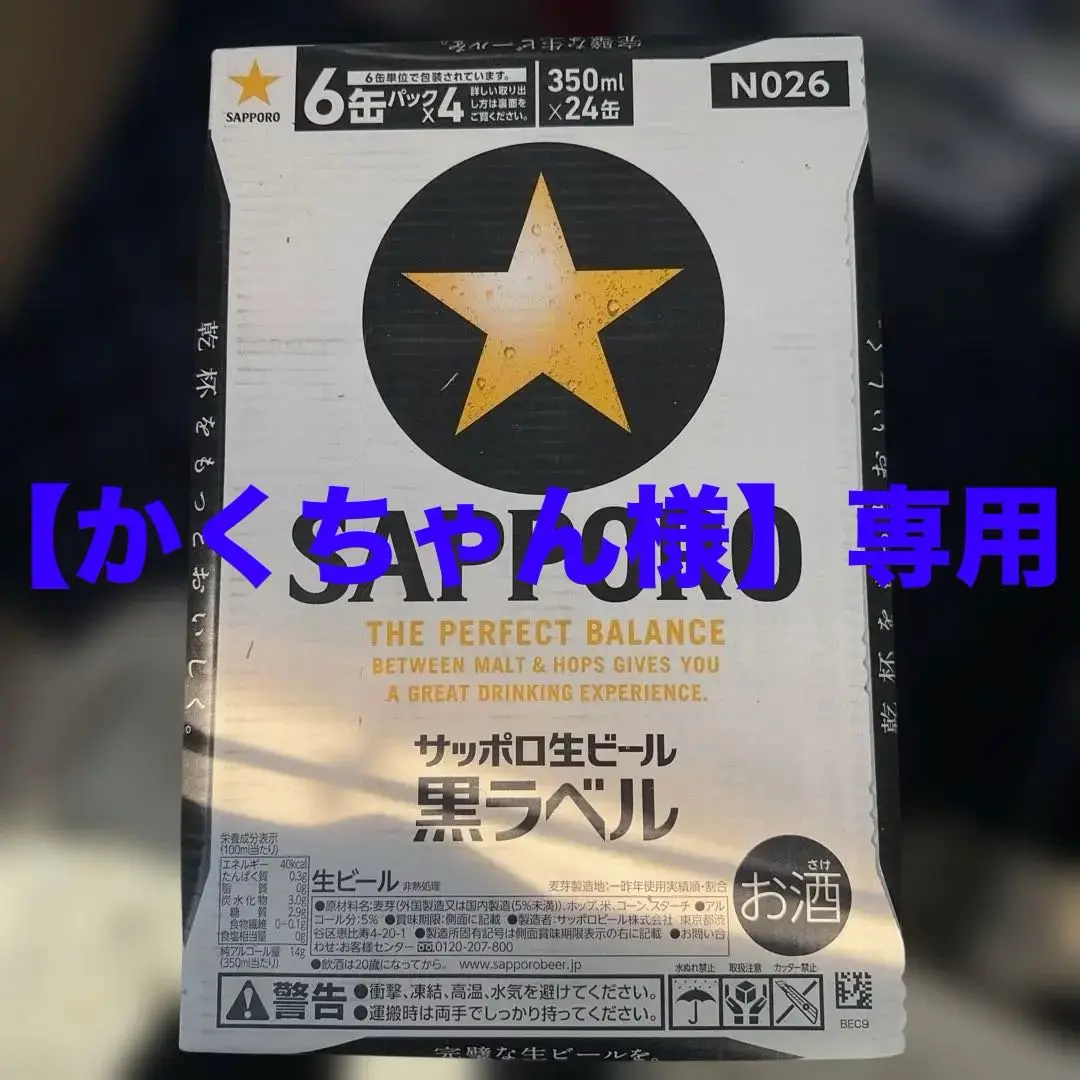 完璧な生ビールを。
SAPPORO
6缶パック×4
6缶単位で包装されています。
詳しい取り出
し方は裏面を
ご覧ください。
350ml
×24缶
N026
乾杯をもっとおいしく。
【かくちゃん様】専用
SAPPORO
THE PERFECT BALANCE
BETWEEN MALT & HOPS GIVES YOU
A GREAT DRINKING EXPERIENCE.
サッポロ生ビール
黒ラベル
栄養成分表示
(100ml当たり)
エネルギー 40kcal
たんぱく質 0.3g
脂質 0g
炭水化物 3.0g
糖質 2.9g
食物繊維 0~0.1g
食塩相当量 0g
純アルコール量 14g
(350ml当たり)
生ビール 非熱処理
麦芽製造地:一昨年使用実績順・割合
●原材料名:麦芽(外国製造又は国内製造(5%未満))、ホップ、米、コーン、スターチ ●アル
コール分:5% ●賞味期限:側面に記載 ●製造者:サッポロビール株式会社 東京都渋
谷区恵比寿4-20-1 ●製造所固有記号は側面賞味期限表示の右に記載 ●お問い合
わせ:お客様センター 0120-207-800
●飲酒は20歳になってから。 www.sapporobeer.jp
さけ
お酒
警告
●衝撃、凍結、高温、水気を避けてください。
●運搬時は両手でしっかり持ってください。
水ぬれ禁止 取扱注意 カッター禁止
BEC9
完璧な生ビールを。